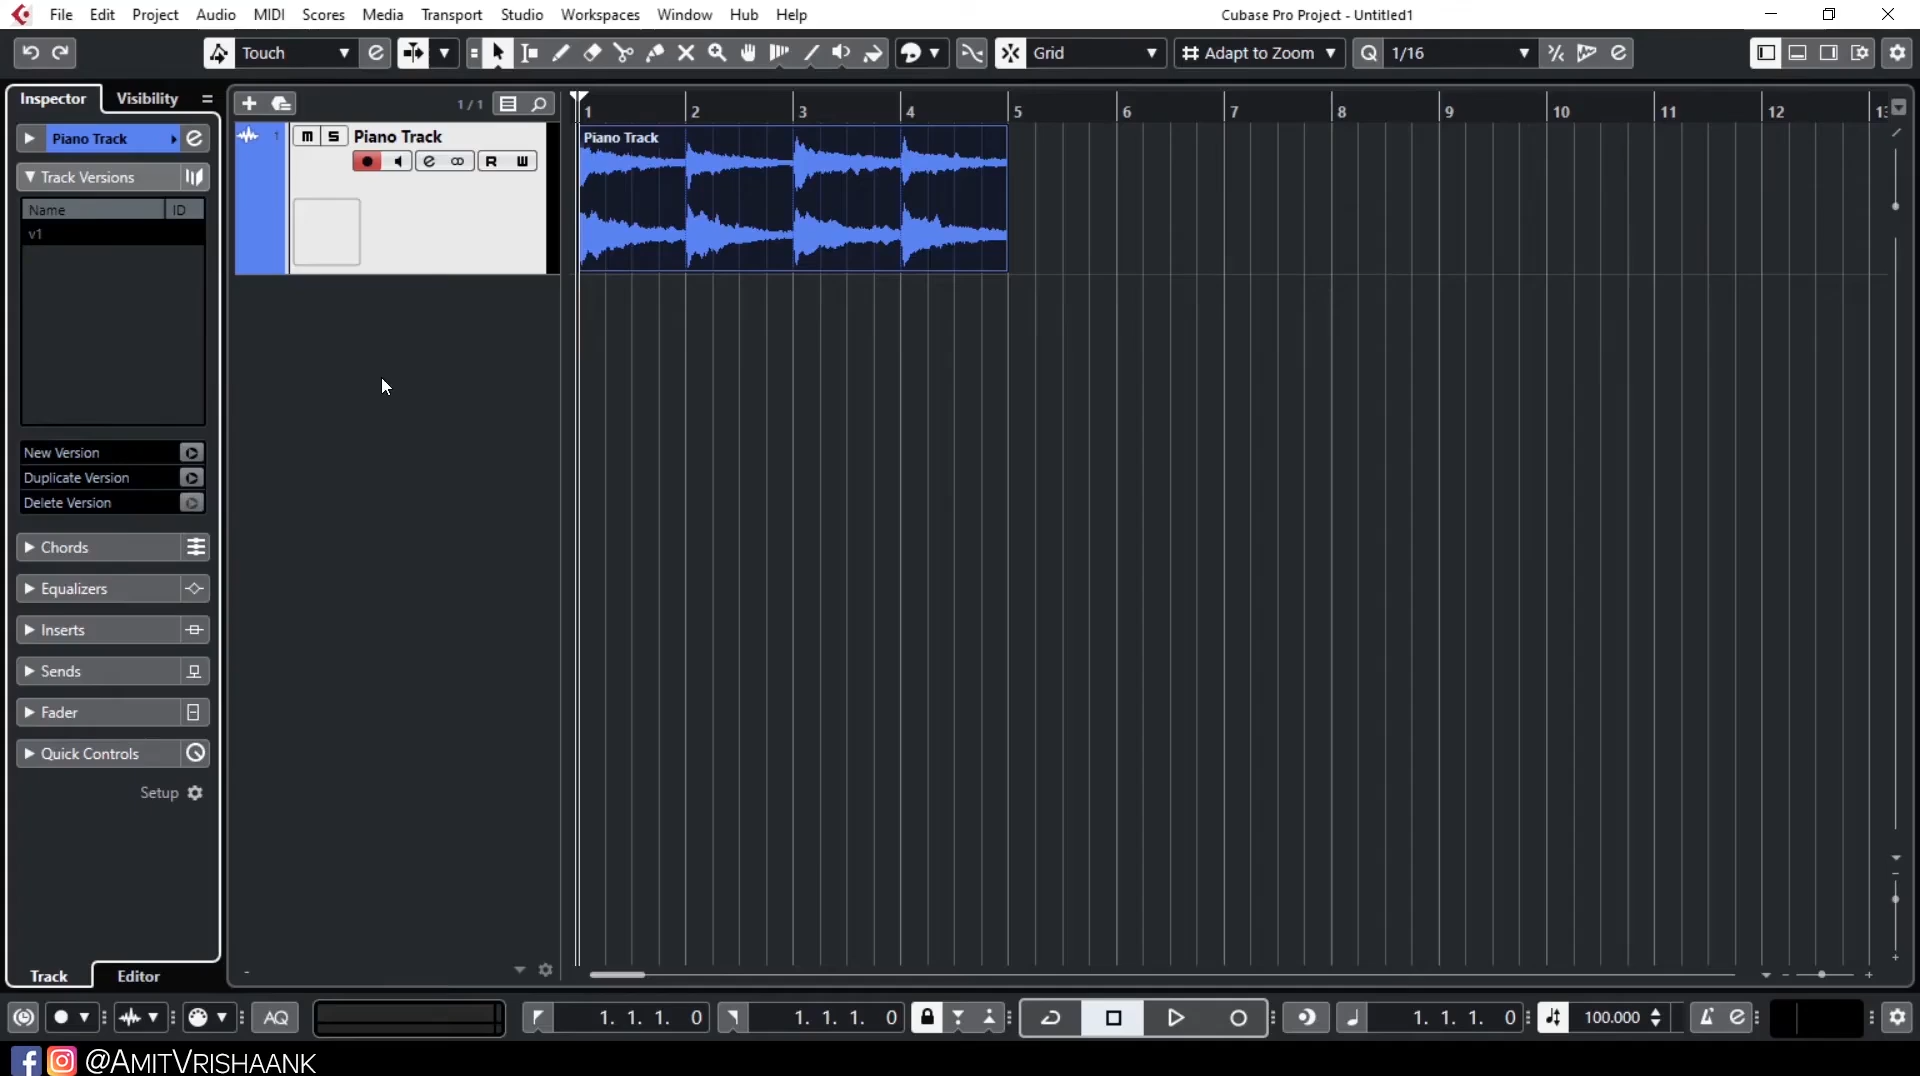 File Edit Project Audio MIDI Scores Media Transport Studio Workspaces Window Hub Help
Cubase Pro Project - Untitled1
Touch
Grid
Adapt to Zoom
Q 1/16
Inspector Visibility
1 / 1
1 2 3 4 5 6 7 8 9 10 11 12
Piano Track
1 m S Piano Track
Piano Track
R W
Track Versions
Name ID
v1
New Version
Duplicate Version
Delete Version
Chords
Equalizers
Inserts
Sends
Fader
Quick Controls
Setup
Track Editor
AQ
1. 1. 1. 0
1. 1. 1. 0
1. 1. 1. 0
100.000
@AmitVrishaank